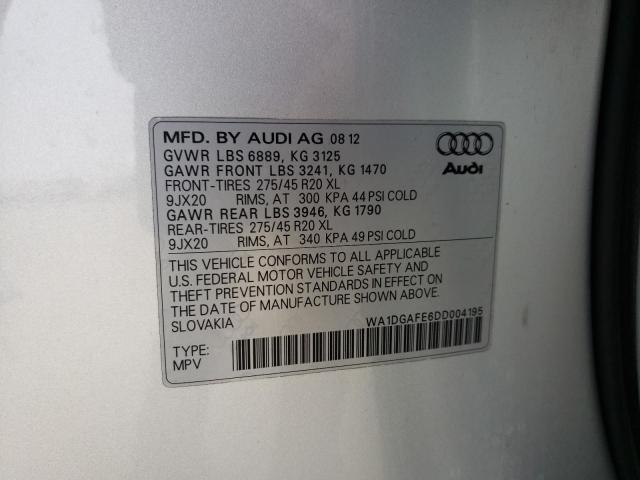 MFD. BY AUDI AG 08 12
GVWR LBS 6889, KG 3125
GAWR FRONT LBS 3241, KG 1470
FRONT-TIRES 275/45 R20 XL
9JX20 RIMS, AT 300 KPA 44 PSI COLD
GAWR REAR LBS 3946, KG 1790
REAR-TIRES 275/45 R20 XL
9JX20 RIMS, AT 340 KPA 49 PSI COLD
Audi
THIS VEHICLE CONFORMS TO ALL APPLICABLE
U.S. FEDERAL MOTOR VEHICLE SAFETY AND
THEFT PREVENTION STANDARDS IN EFFECT ON
THE DATE OF MANUFACTURE SHOWN ABOVE.
SLOVAKIA
WA1DGAFE6DD004195
TYPE:
MPV